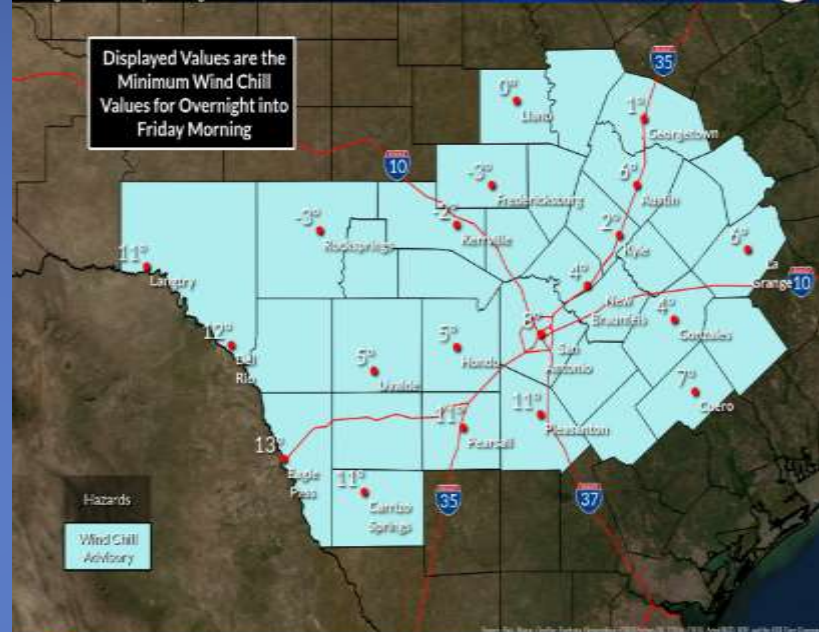 Displayed Values are the
Minimum Wind Chill
Values for Overnight into
Friday Morning
35
0°
Llano
1°
Georgetown
10
-3°
Fredericksburg
6°
Austin
-3°
Rocksprings
-2°
Kerrville
2°
Kyle
6°
La
Grange
10
11°
Langtry
4°
New
Braunfels
4°
Gonzales
12°
Del
Rio
8°
San
Antonio
5°
Uvalde
5°
Hondo
7°
Cuero
11°
Pearsall
11°
Pleasanton
13°
Eagle
Pass
11°
Carrizo
Springs
35
37
Hazards
Wind Chill
Advisory